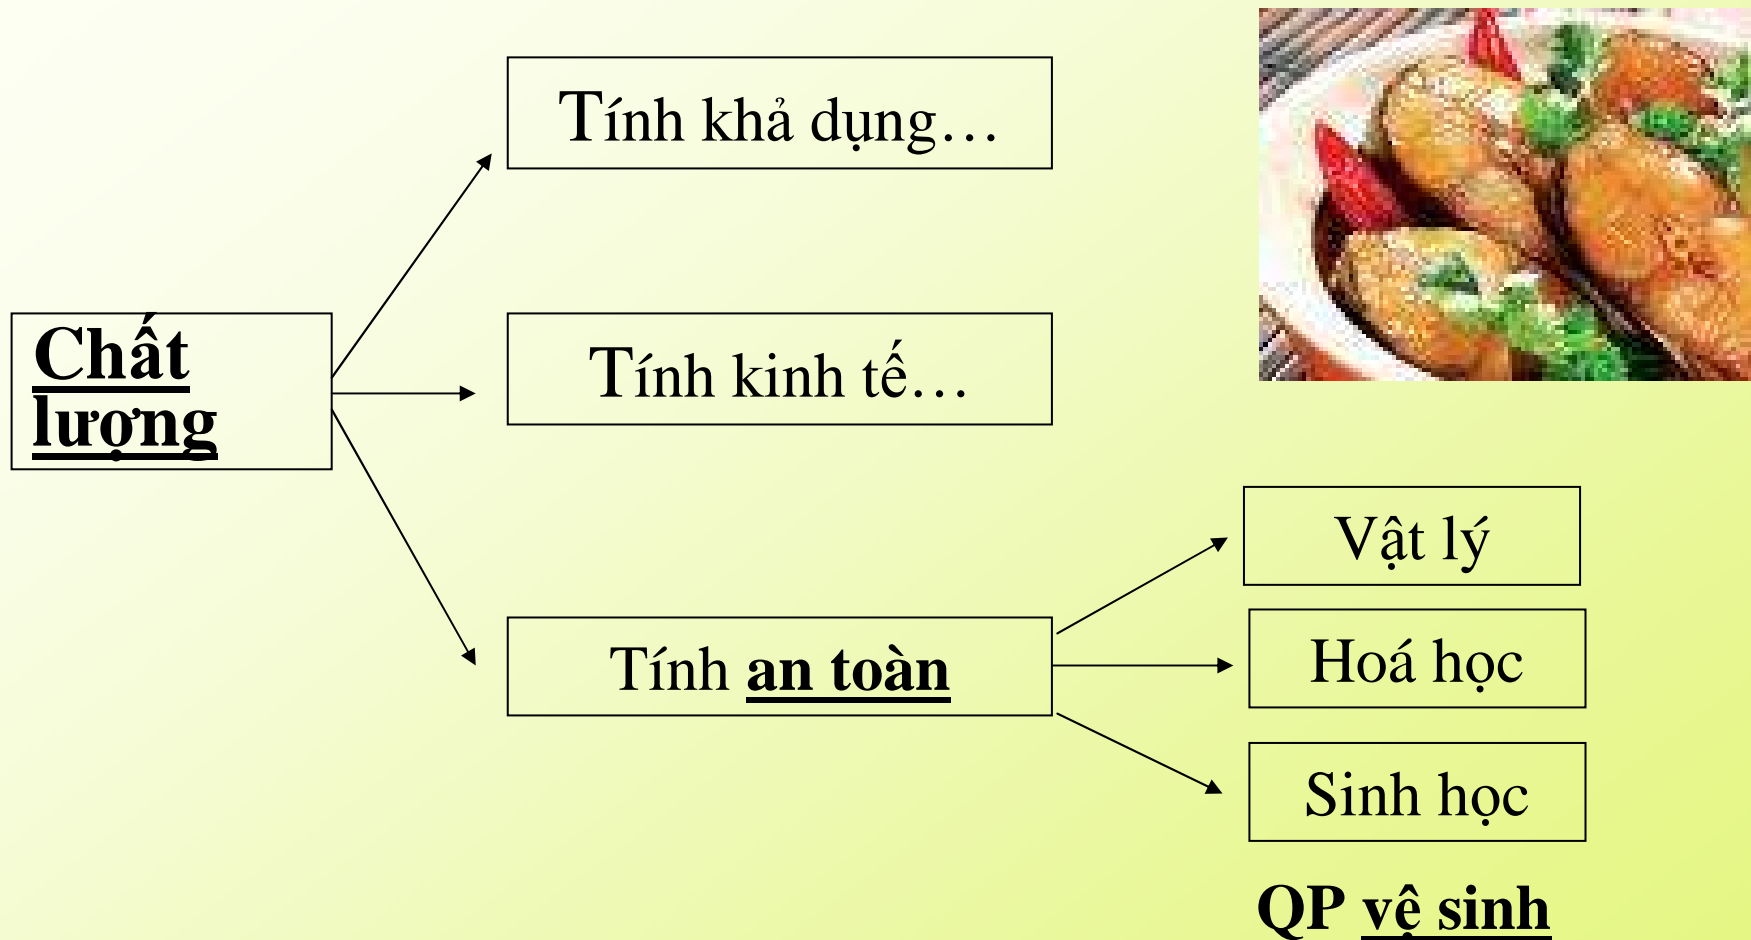 Tính khả dụng…
Chất
lượng
Tính kinh tế…
Tính an toàn
Vật lý
Hoá học
Sinh học
QP vệ sinh